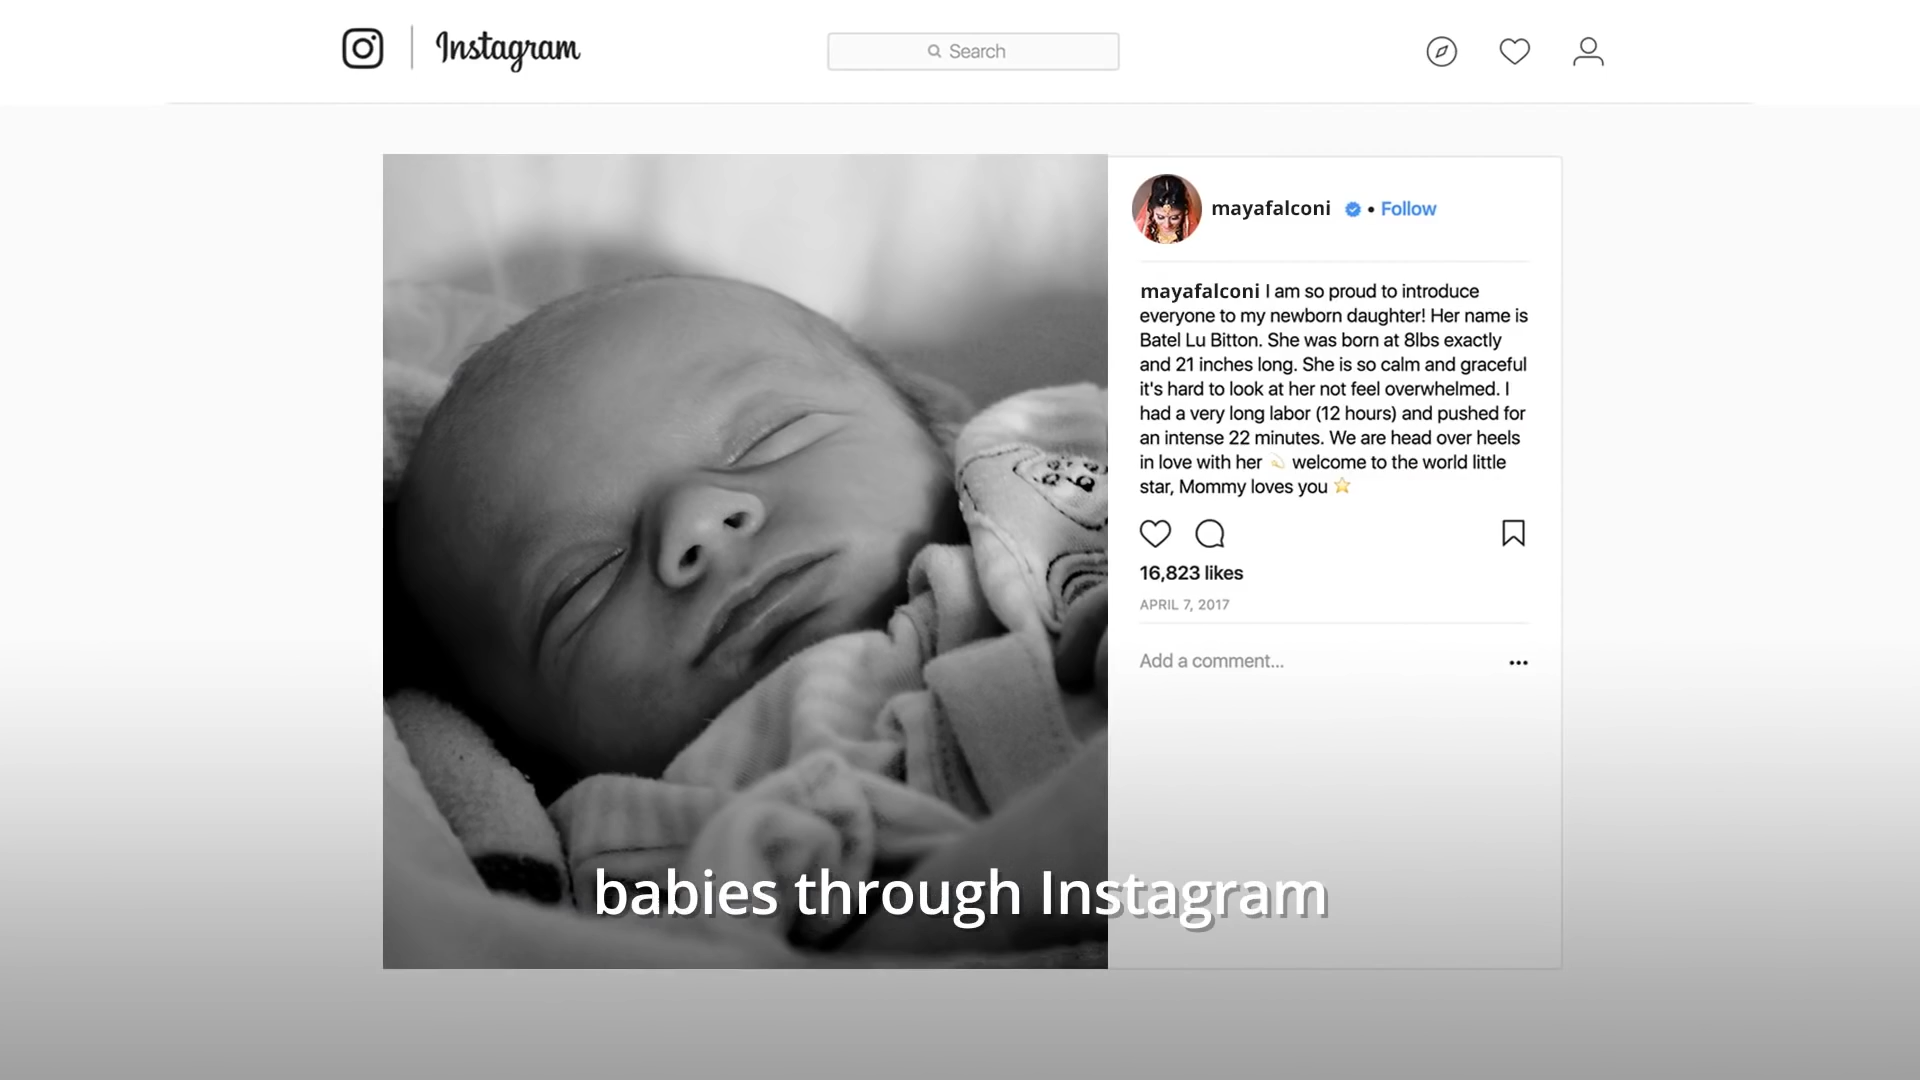 Instagram
Search
mayafalconi • Follow
mayafalconi I am so proud to introduce
everyone to my newborn daughter! Her name is
Batel Lu Bitton. She was born at 8lbs exactly
and 21 inches long. She is so calm and graceful
it's hard to look at her not feel overwhelmed. I
had a very long labor (12 hours) and pushed for
an intense 22 minutes. We are head over heels
in love with her 💫 welcome to the world little
star, Mommy loves you ⭐
16,823 likes
APRIL 7, 2017
Add a comment...
babies through Instagram